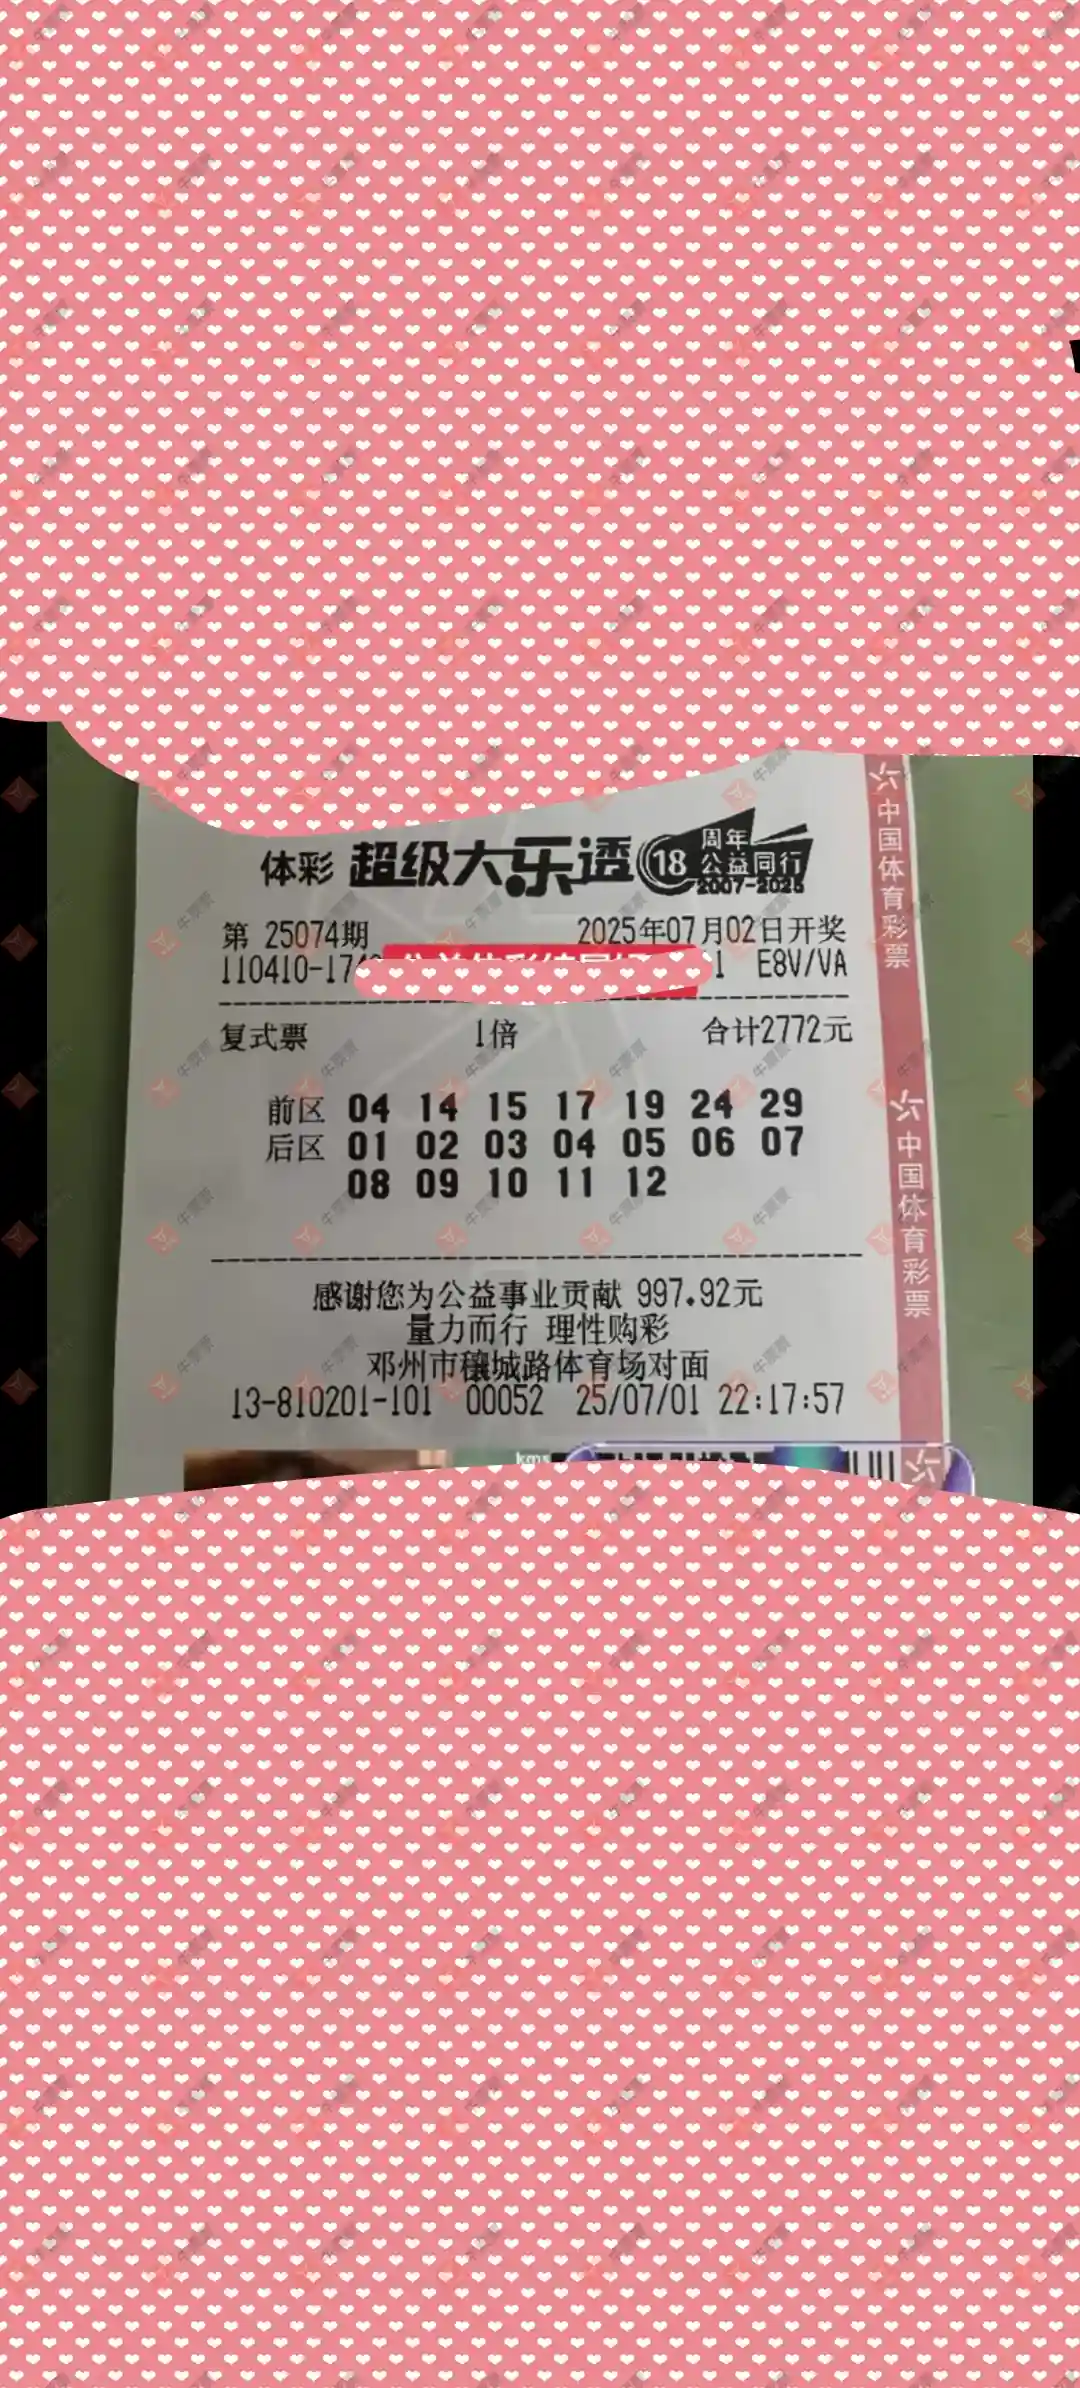 体彩 超级大乐透 18周年 公益同行 2007-2025
第 25074期 2025年07月02日开奖
110410-174 1 E8V/VA
复式票 1倍 合计2772元
前区 04 14 15 17 19 24 29
后区 01 02 03 04 05 06 07
08 09 10 11 12
感谢您为公益事业贡献 997.92元
量力而行 理性购彩
邓州市穰城路体育场对面
13-810201-101 00052 25/07/01 22:17:57
中国体育彩票
中国体育彩票
牛票票